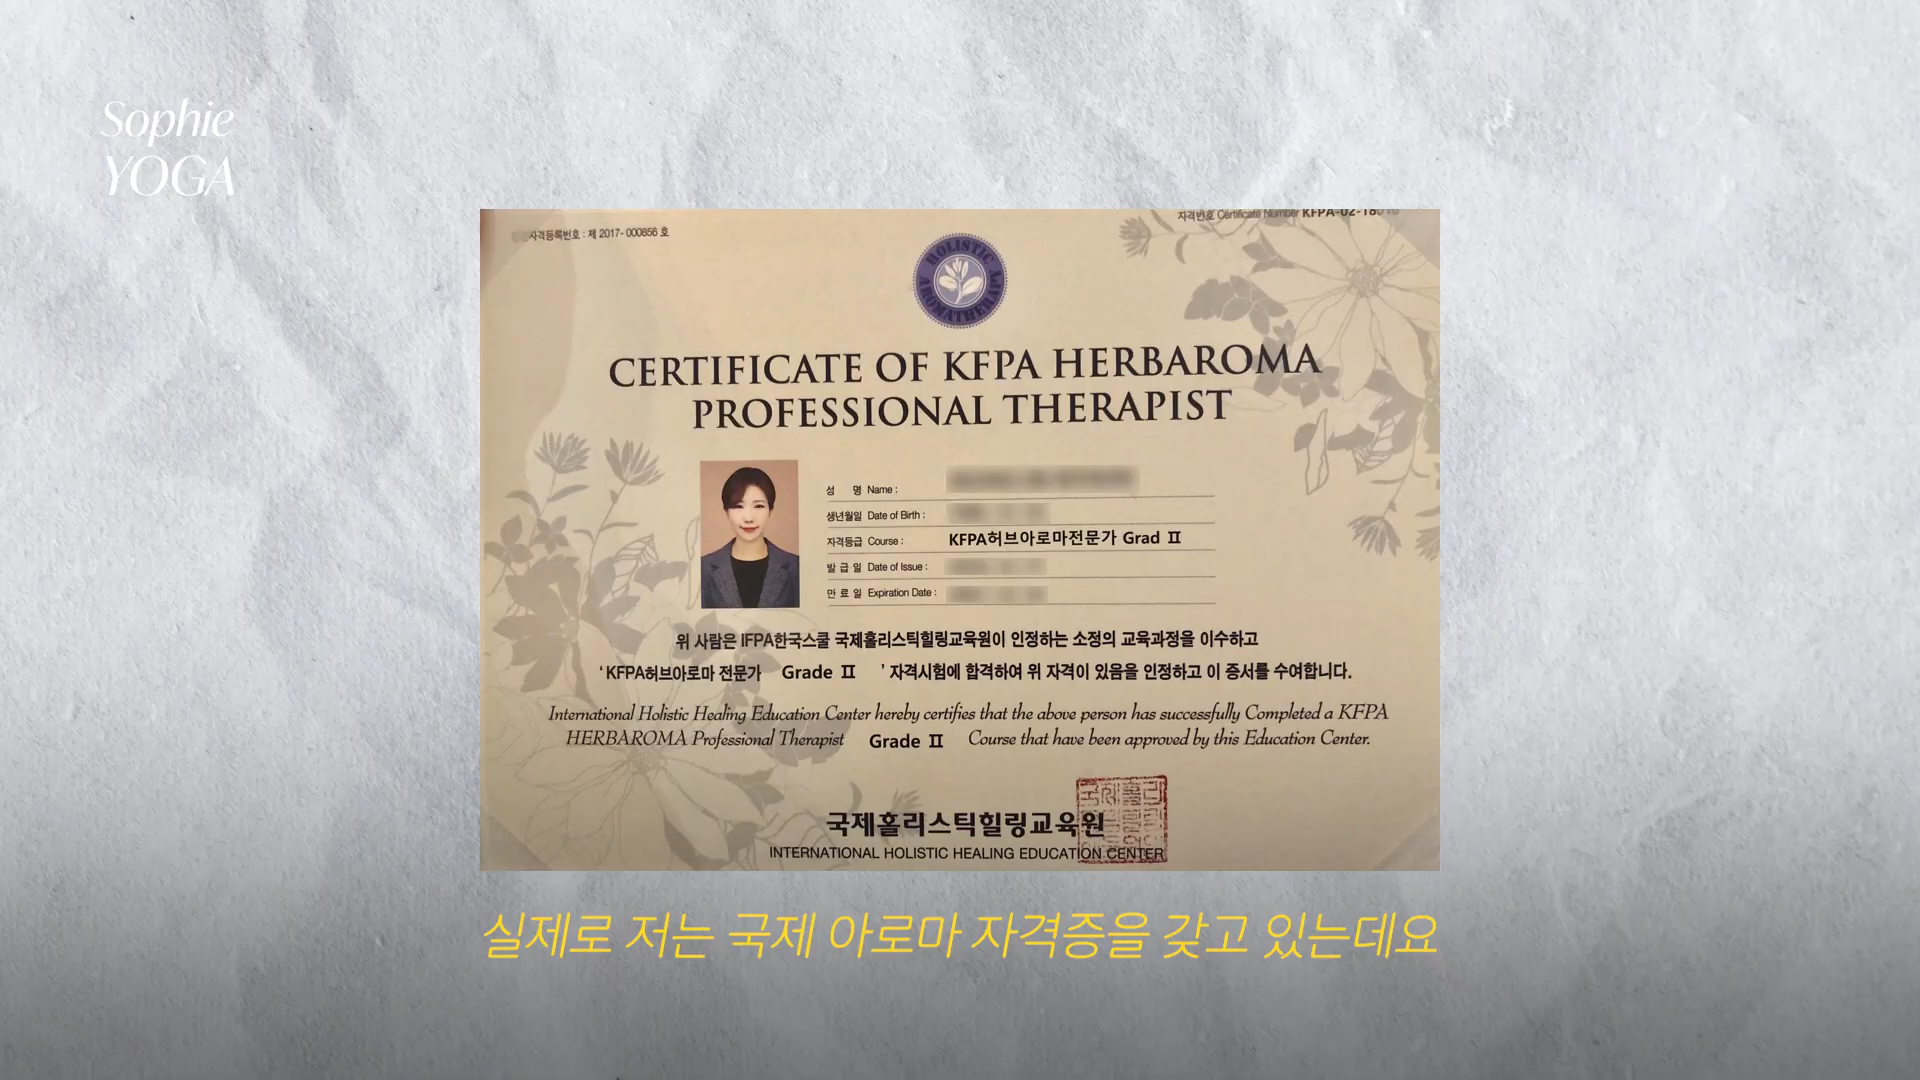 Sophie
YOGA
자격등록번호 : 제 2017-000856 호
자격번호 Certificate Number KFPA-02-18
HOLISTIC AROMATHERAPY
CERTIFICATE OF KFPA HERBAROMA
PROFESSIONAL THERAPIST
성 명 Name :
생년월일 Date of Birth :
자격등급 Course : KFPA허브아로마전문가 Grad Ⅱ
발 급 일 Date of Issue :
만 료 일 Expiration Date :
위 사람은 IFPA한국스쿨 국제홀리스틱힐링교육원이 인정하는 소정의 교육과정을 이수하고
‘ KFPA허브아로마 전문가 Grade Ⅱ ’ 자격시험에 합격하여 위 자격이 있음을 인정하고 이 증서를 수여합니다.
International Holistic Healing Education Center hereby certifies that the above person has successfully Completed a KFPA
HERBAROMA Professional Therapist Grade Ⅱ Course that have been approved by this Education Center.
국제홀리스틱힐링교육원
INTERNATIONAL HOLISTIC HEALING EDUCATION CENTER
실제로 저는 국제 아로마 자격증을 갖고 있는데요